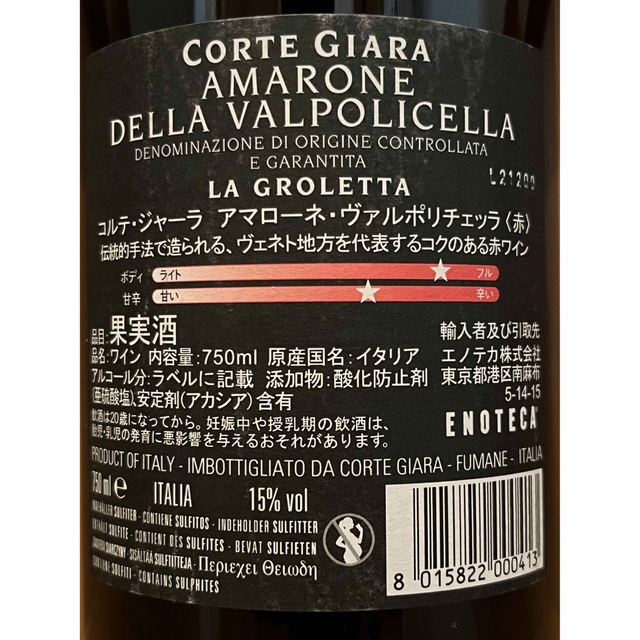 CORTE GIARA
AMARONE
DELLA VALPOLICELLA
DENOMINAZIONE DI ORIGINE CONTROLLATA
E GARANTITA
LA GROLETTA
L21200
コルテ・ジャーラ アマローネ・ヴァルポリチェッラ〈赤〉
伝統的手法で造られる、ヴェネト地方を代表するコクのある赤ワイン
ボディ ライト フル
甘辛 甘い 辛い
品目:果実酒
品名:ワイン 内容量:750ml 原産国名:イタリア
アルコール分:ラベルに記載 添加物:酸化防止剤
(亜硫酸塩)、安定剤(アカシア)含有
飲酒は20歳になってから。妊娠中や授乳期の飲酒は、
胎児・乳児の発育に悪影響を与えるおそれがあります。
輸入者及び引取先
エノテカ株式会社
東京都港区南麻布
5-14-15
ENOTECA
PRODUCT OF ITALY - IMBOTTIGLIATO DA CORTE GIARA - FUMANE - ITALIA
750 ml e ITALIA 15% vol
INNEHÅLLER SULFITER - CONTIENE SULFITOS - INDEHOLDER SULFITTER
ENTHÄLT SULFITE - CONTIENT DES SULFITES - BEVAT SULFIETEN
ZAWIERA SIARCZYNY - SISÄLTÄÄ SULFIITTEJA - Περιεχει Θειωδη
CONTIENE SOLFITI - CONTAINS SULPHITES
8 015822 000413